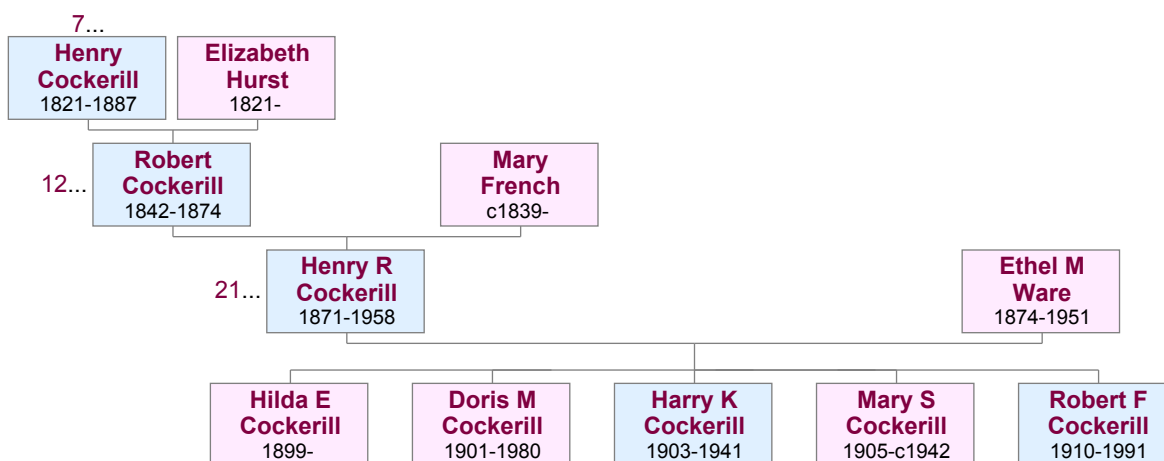 7...
Henry
Cockerill
1821-1887
Elizabeth
Hurst
1821-
12...
Robert
Cockerill
1842-1874
Mary
French
c1839-
21...
Henry R
Cockerill
1871-1958
Ethel M
Ware
1874-1951
Hilda E
Cockerill
1899-
Doris M
Cockerill
1901-1980
Harry K
Cockerill
1903-1941
Mary S
Cockerill
1905-c1942
Robert F
Cockerill
1910-1991